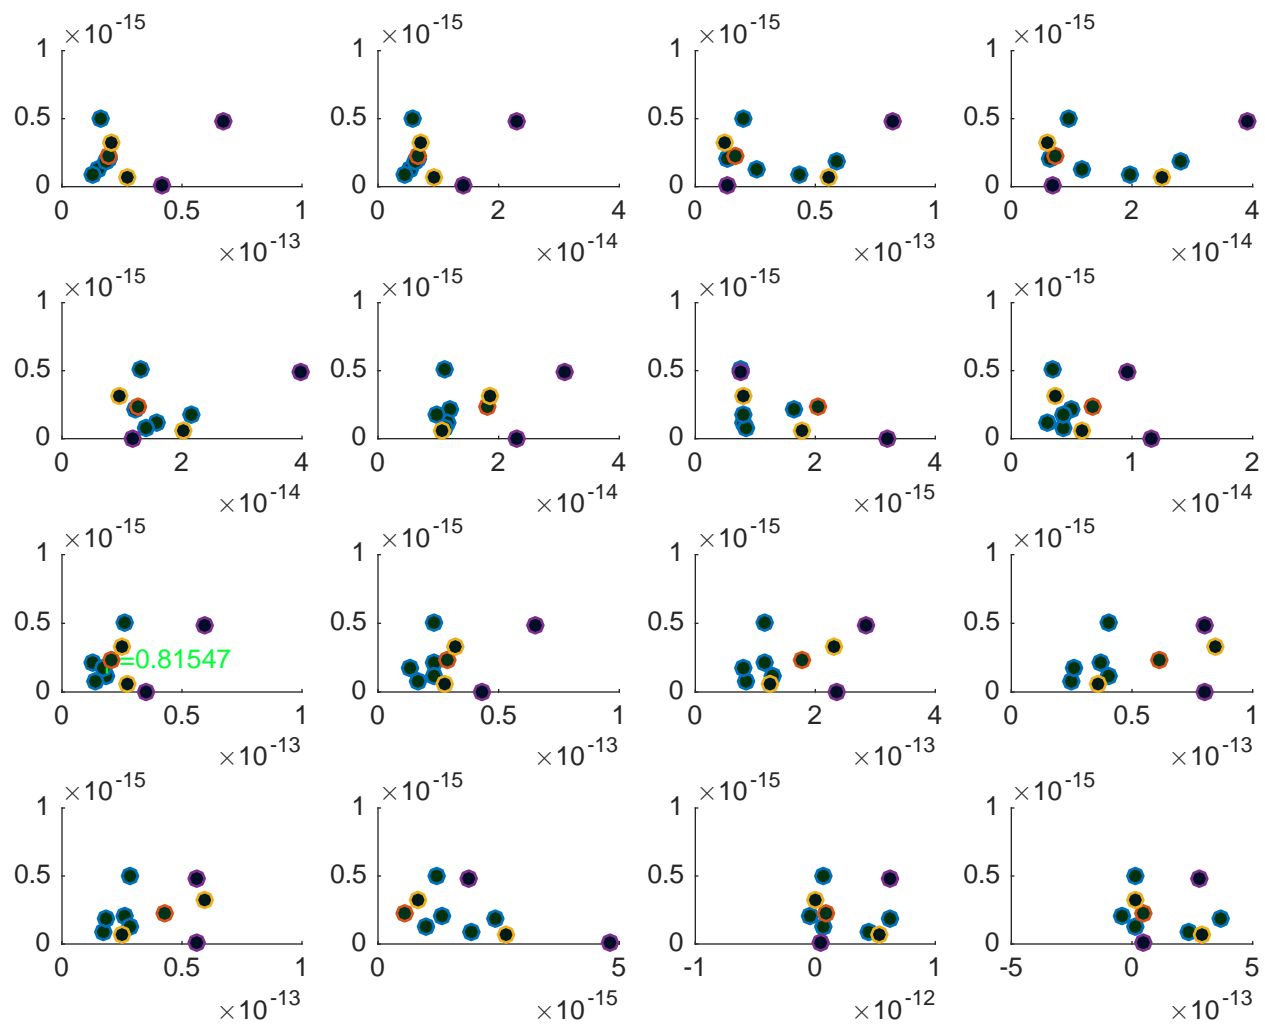 ×10-15 ×10-15 ×10-15 ×10-15
1 1 1 1
0.5 0.5 0.5 0.5
0 0 0 0
0 0.5 1 0 2 4 0 0.5 1 0 2 4
×10-13 ×10-14 ×10-13 ×10-14
×10-15 ×10-15 ×10-15 ×10-15
1 1 1 1
0.5 0.5 0.5 0.5
0 0 0 0
0 2 4 0 2 4 0 2 4 0 1 2
×10-14 ×10-14 ×10-15 ×10-14
×10-15 ×10-15 ×10-15 ×10-15
1 1 1 1
0.5 0.5 0.5 0.5
=0.81547
0 0 0 0
0 0.5 1 0 0.5 1 0 2 4 0 0.5 1
×10-13 ×10-13 ×10-13 ×10-13
×10-15 ×10-15 ×10-15 ×10-15
1 1 1 1
0.5 0.5 0.5 0.5
0 0 0 0
0 0.5 1 0 5 -1 0 1 -5 0 5
×10-13 ×10-15 ×10-12 ×10-13